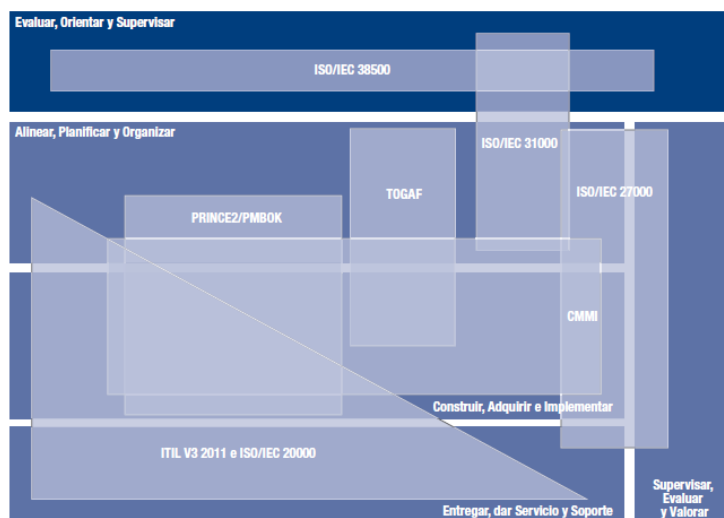 Evaluar, Orientar y Supervisar
ISO/IEC 38500
Alinear, Planificar y Organizar
ISO/IEC 31000
TOGAF
ISO/IEC 27000
PRINCE2/PMBOK
CMMI
Construir, Adquirir e Implementar
ITIL V3 2011 e ISO/IEC 20000
Entregar, dar Servicio y Soporte
Supervisar,
Evaluar
y Valorar